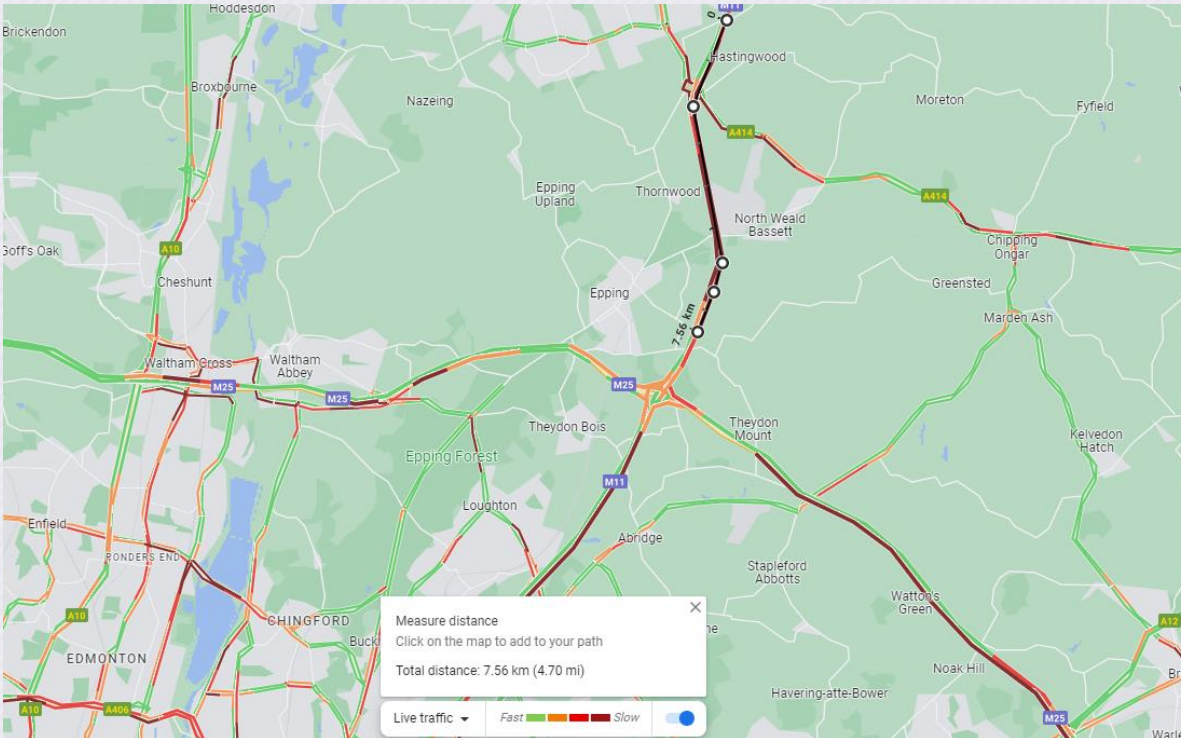 Hoddesdon
M11
0
Brickendon
Hastingwood
Broxbourne
Nazeing
Moreton
Fyfield
A414
Epping
Upland
Thornwood
A414
North Weald
Bassett
Goff's Oak
A10
Chipping
Ongar
Cheshunt
Epping
Greensted
7.56 km
Marden Ash
Waltham Cross
Waltham
Abbey
M25
M25
M25
Theydon Bois
Theydon
Mount
Kelvedon
Hatch
Epping Forest
M11
Loughton
Enfield
Abridge
PONDERS END
Stapleford
Abbotts
Watton's
Green
A10
CHINGFORD
A12
EDMONTON
Noak Hill
Havering-atte-Bower
A10
A406
M25
Measure distance
Click on the map to add to your path
Total distance: 7.56 km (4.70 mi)
Live traffic
Fast
Slow